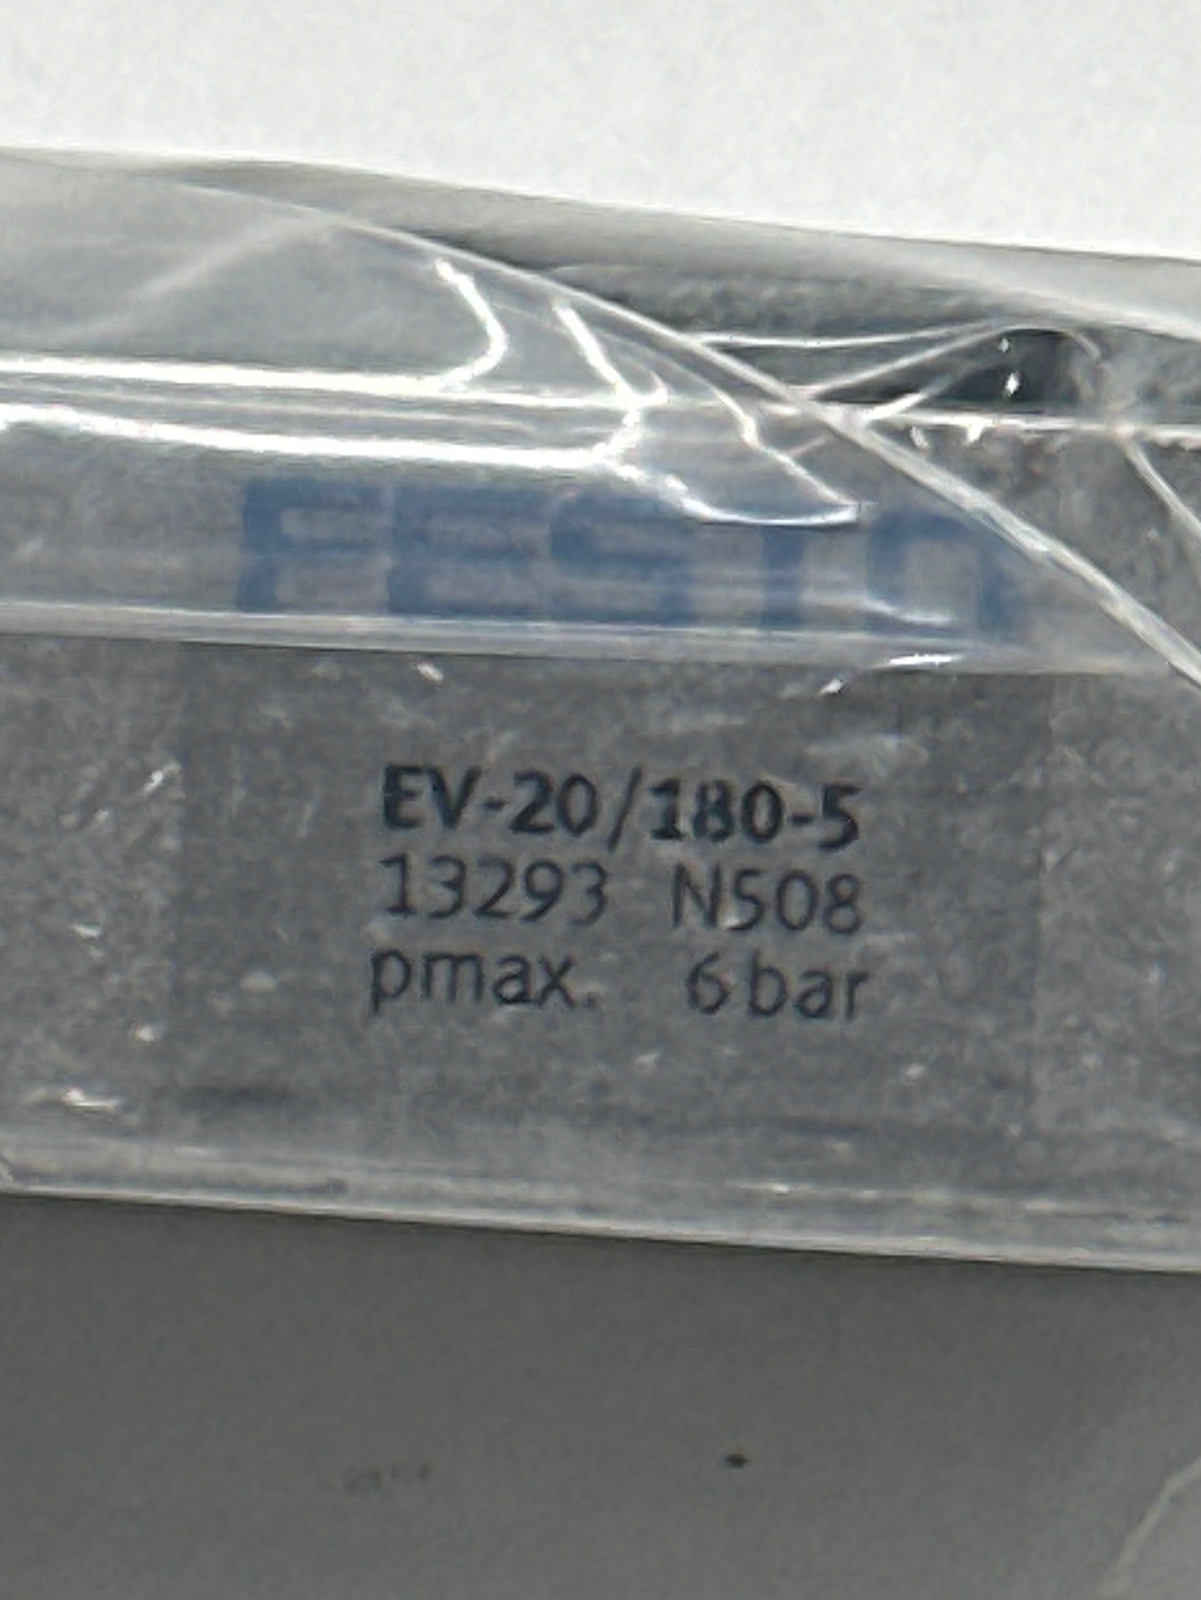 FESTO
EV-20/180-5
13293 N508
pmax. 6 bar